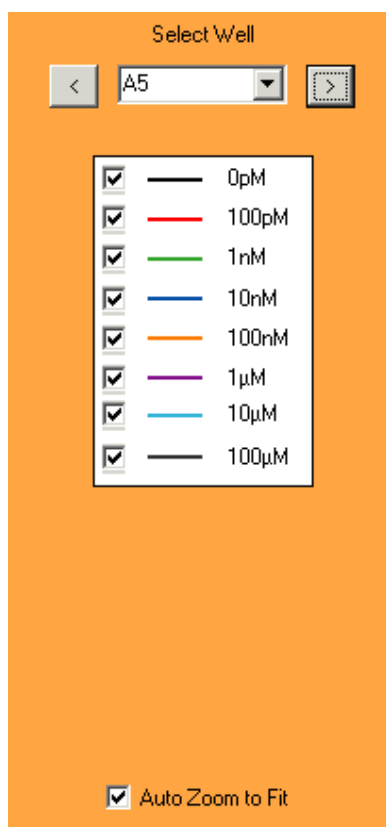 Select Well
< A5 >
0pM
100pM
1nM
10nM
100nM
1µM
10µM
100µM
Auto Zoom to Fit